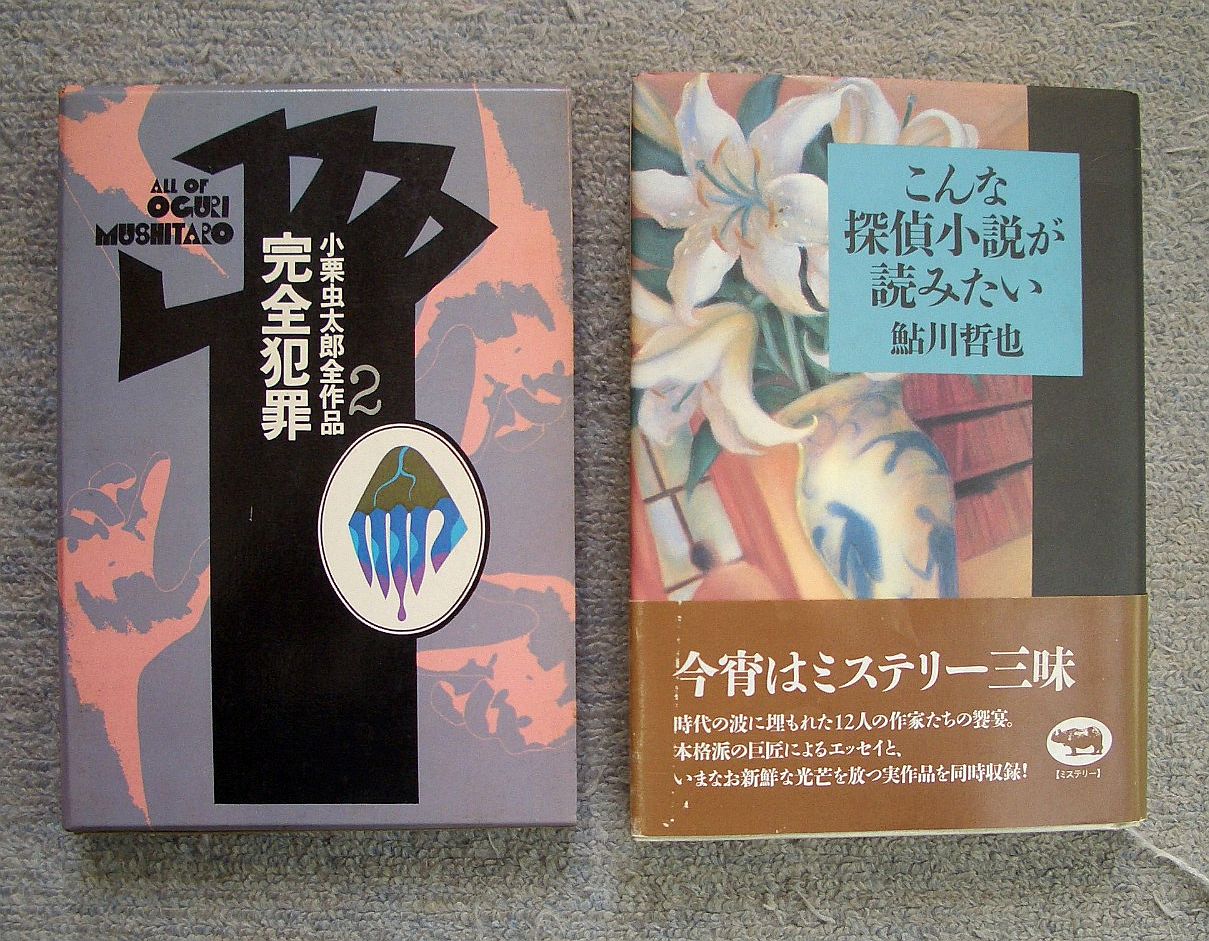 ALL OF
OGURI
MUSHITARO
小栗虫太郎全作品
2
完全犯罪
こんな
探偵小説が
読みたい
鮎川哲也
今宵はミステリー三昧
時代の波に埋もれた12人の作家たちの饗宴。
本格派の巨匠によるエッセイと、
いまなお新鮮な光芒を放つ実作品を同時収録!
【ミステリー】